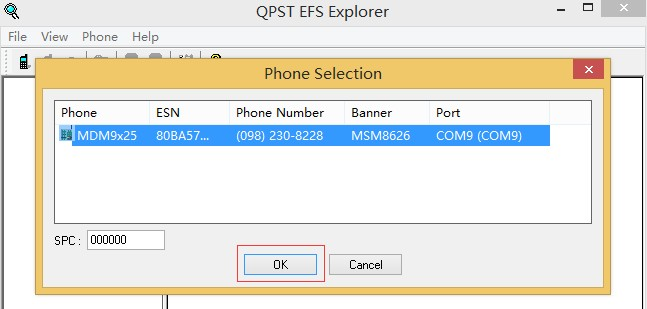 QPST EFS Explorer
File View Phone Help
Phone Selection
Phone ESN Phone Number Banner Port
MDM9x25 80BA57... (098) 230-8228 MSM8626 COM9 (COM9)
SPC : 000000
OK Cancel